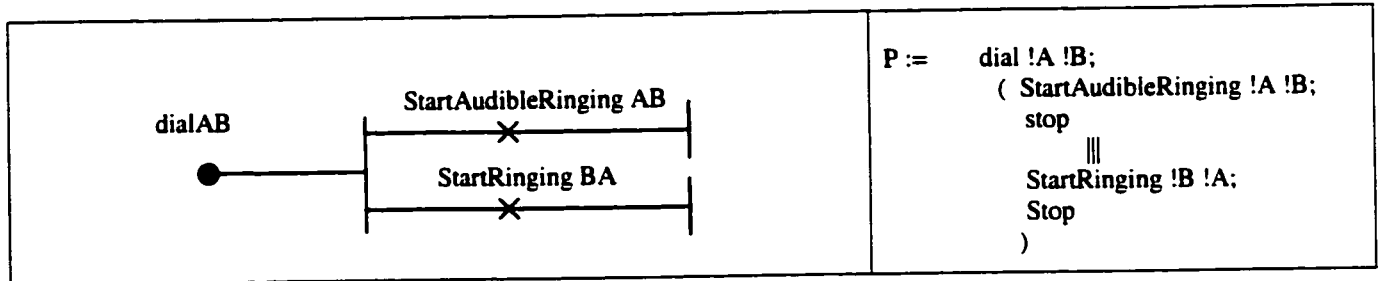 dialAB
StartAudibleRinging AB
StartRinging BA
P := dial !A !B;
( StartAudibleRinging !A !B;
stop
|||
StartRinging !B !A;
Stop
)